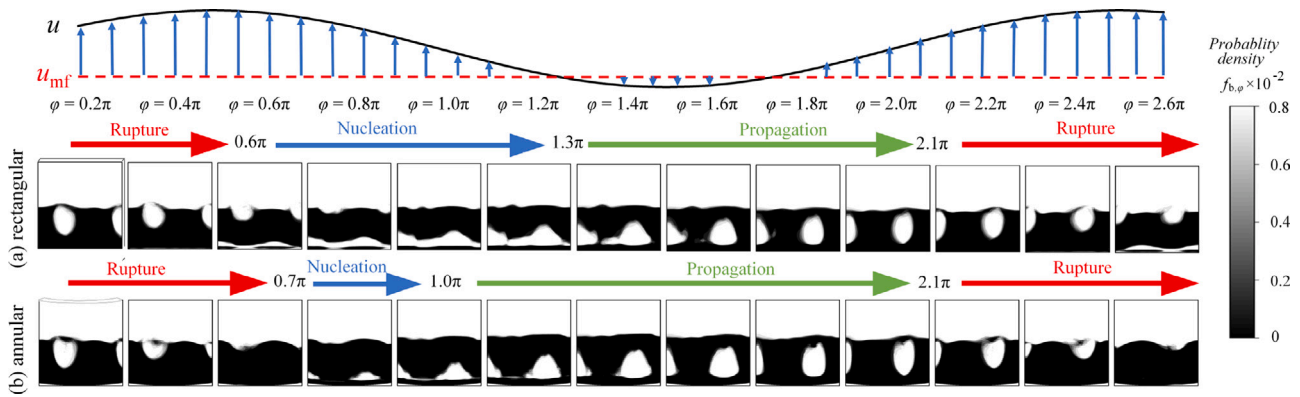 u
u_mf
φ = 0.2π φ = 0.4π φ = 0.6π φ = 0.8π φ = 1.0π φ = 1.2π φ = 1.4π φ = 1.6π φ = 1.8π φ = 2.0π φ = 2.2π φ = 2.4π φ = 2.6π
Probablity
density
f_b,φ ×10⁻²
0.8
0.6
0.4
0.2
0
(a) rectangular
Rupture 0.6π Nucleation 1.3π Propagation 2.1π Rupture
(b) annular
Rupture 0.7π Nucleation 1.0π Propagation 2.1π Rupture